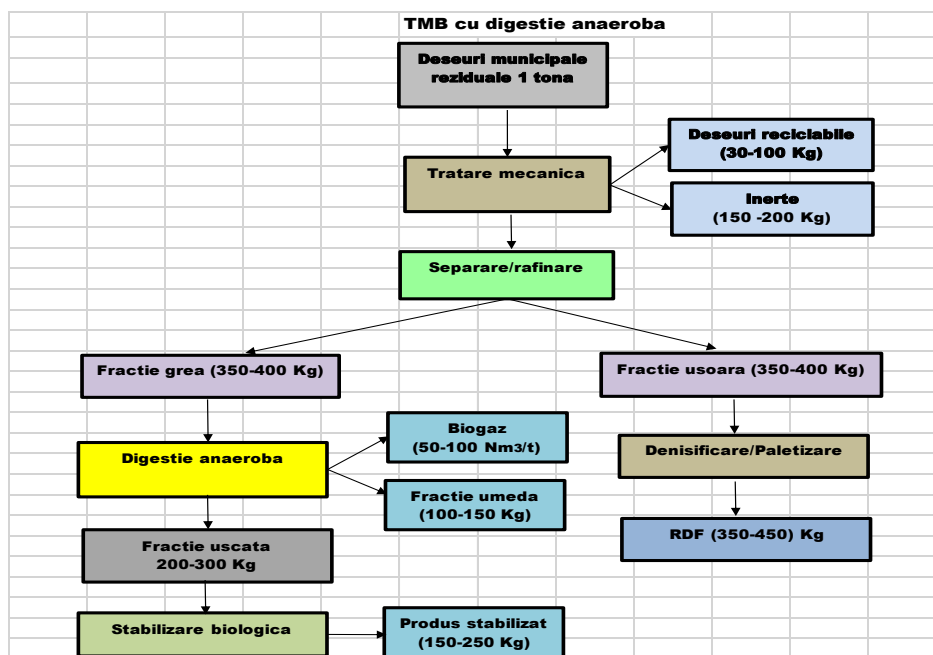 TMB cu digestie anaeroba
Deseuri municipale
reziduale 1 tona
Deseuri reciclabile
(30-100 Kg)
Tratare mecanica
Inerte
(150 -200 Kg)
Separare/rafinare
Fractie grea (350-400 Kg)
Fractie usoara (350-400 Kg)
Biogaz
(50-100 Nm3/t)
Digestie anaeroba
Denisificare/Paletizare
Fractie umeda
(100-150 Kg)
Fractie uscata
200-300 Kg
RDF (350-450) Kg
Stabilizare biologica
Produs stabilizat
(150-250 Kg)